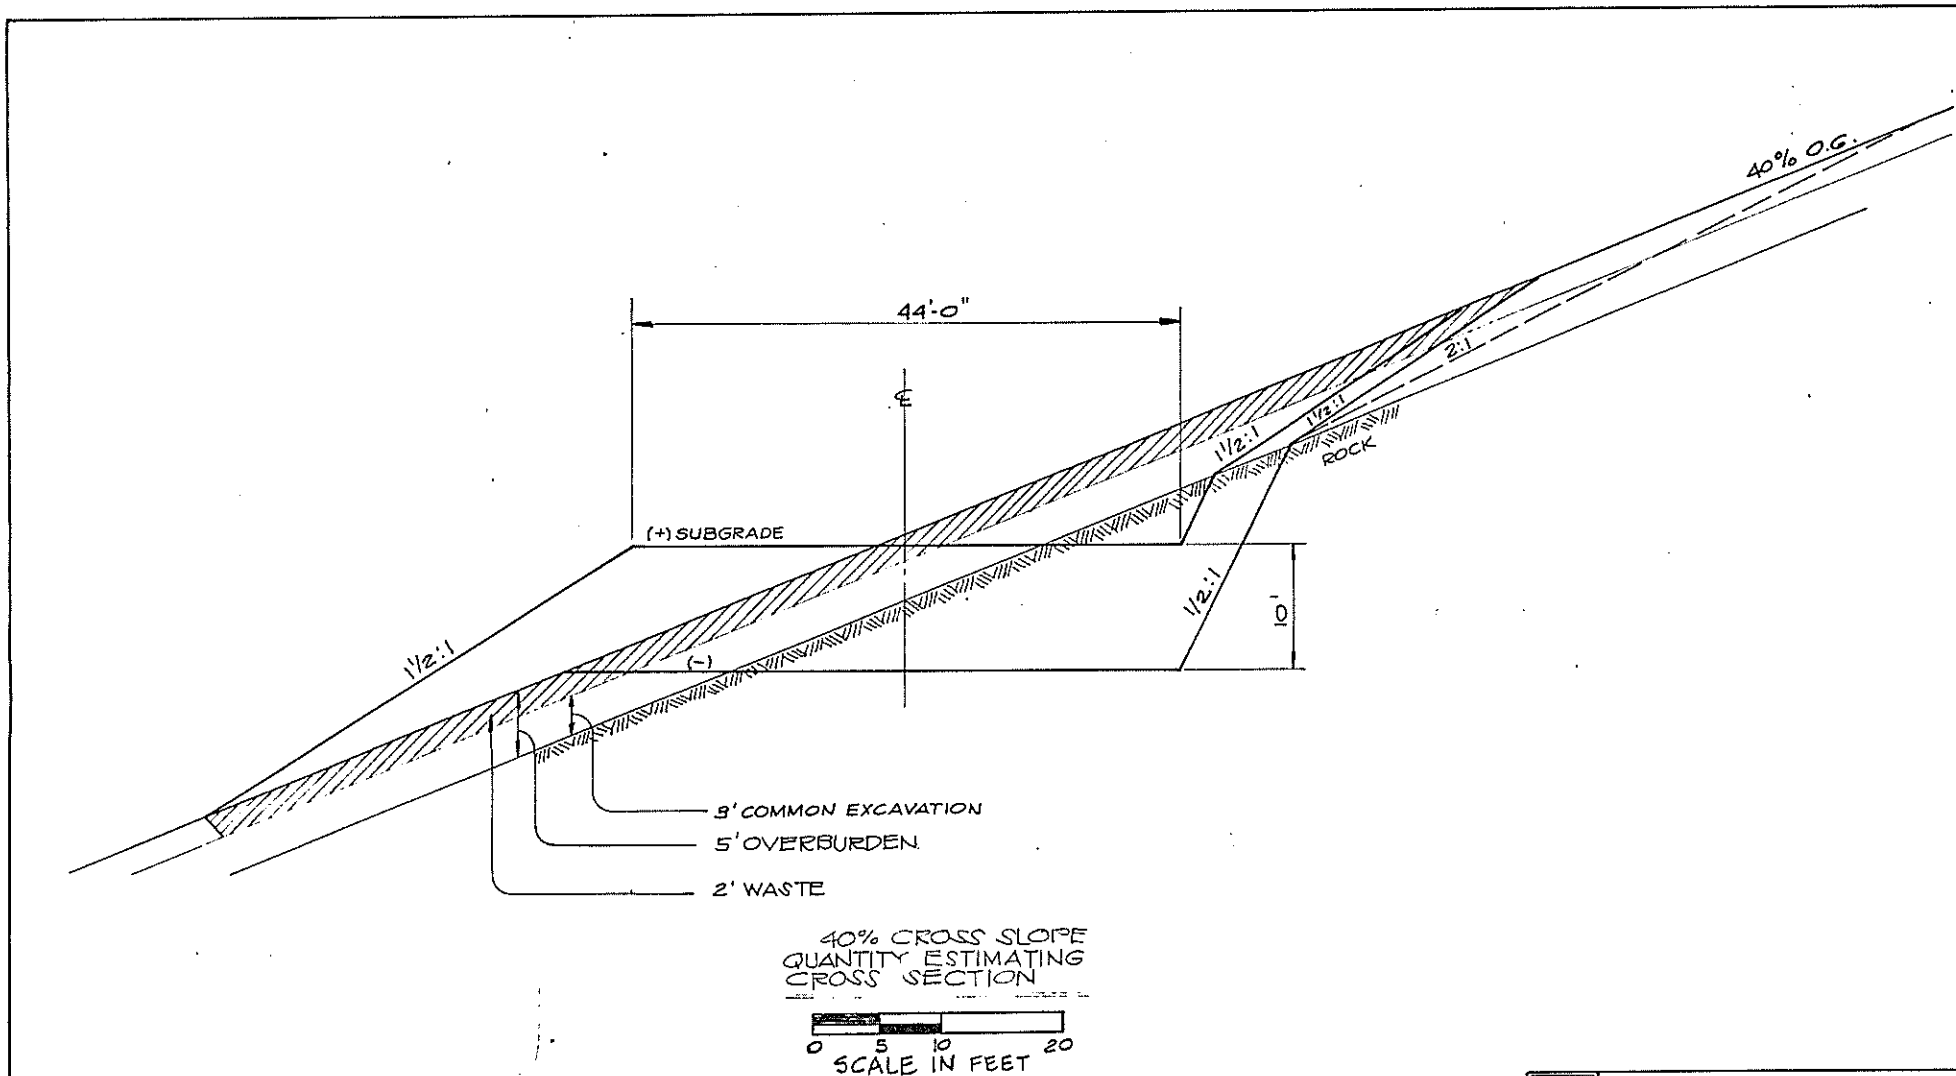 40% O.G.
44'-0"
℄
2:1
1½:1
1½:1
ROCK
(+) SUBGRADE
1/2:1
1½:1
(-)
3' COMMON EXCAVATION
5' OVERBURDEN
2' WASTE
40% CROSS SLOPE
QUANTITY ESTIMATING
CROSS SECTION
0 5 10 20
SCALE IN FEET